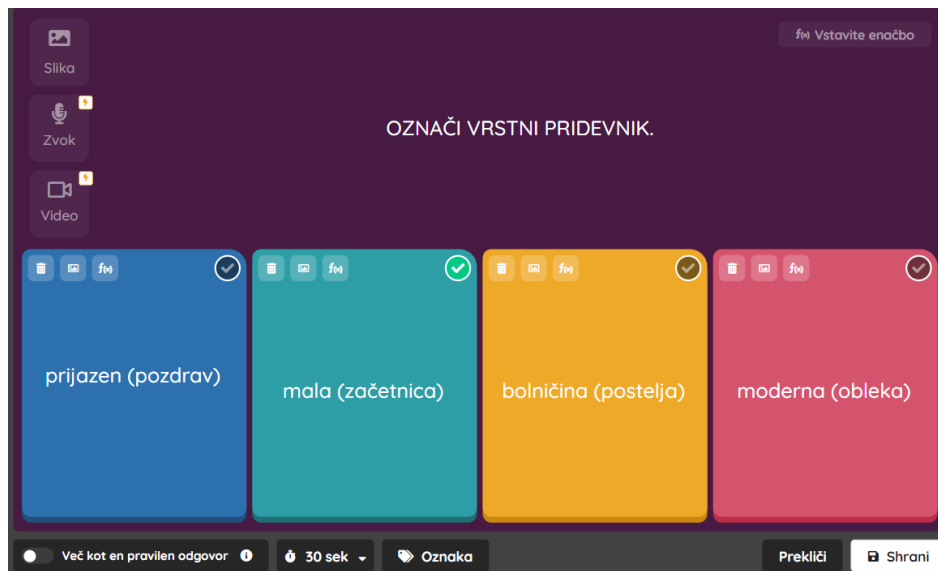 Slika
f(x) Vstavite enačbo
Zvok
OZNAČI VRSTNI PRIDEVNIK.
Video
f(x)
f(x)
f(x)
f(x)
prijazen (pozdrav)
mala (začetnica)
bolničina (postelja)
moderna (obleka)
Več kot en pravilen odgovor
30 sek
Oznaka
Prekliči
Shrani